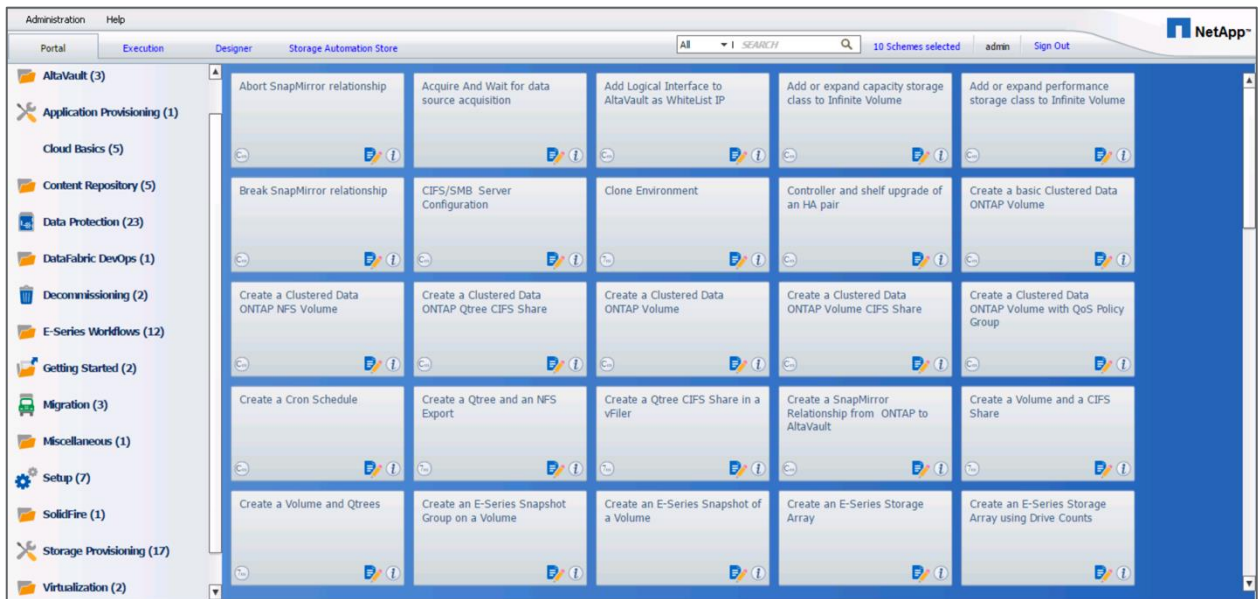 Administration Help
NetApp
Portal Execution Designer Storage Automation Store All SEARCH 10 Schemes selected admin Sign Out
AltaVault (3)
Application Provisioning (1)
Cloud Basics (5)
Content Repository (5)
Data Protection (23)
DataFabric DevOps (1)
Decommissioning (2)
E-Series Workflows (12)
Getting Started (2)
Migration (3)
Miscellaneous (1)
Setup (7)
SolidFire (1)
Storage Provisioning (17)
Virtualization (2)
Abort SnapMirror relationship
Acquire And Wait for data
source acquisition
Add Logical Interface to
AltaVault as WhiteList IP
Add or expand capacity storage
class to Infinite Volume
Add or expand performance
storage class to Infinite Volume
Break SnapMirror relationship
CIFS/SMB Server
Configuration
Clone Environment
Controller and shelf upgrade of
an HA pair
Create a basic Clustered Data
ONTAP Volume
Create a Clustered Data
ONTAP NFS Volume
Create a Clustered Data
ONTAP Qtree CIFS Share
Create a Clustered Data
ONTAP Volume
Create a Clustered Data
ONTAP Volume CIFS Share
Create a Clustered Data
ONTAP Volume with QoS Policy
Group
Create a Cron Schedule
Create a Qtree and an NFS
Export
Create a Qtree CIFS Share in a
vFiler
Create a SnapMirror
Relationship from ONTAP to
AltaVault
Create a Volume and a CIFS
Share
Create a Volume and Qtrees
Create an E-Series Snapshot
Group on a Volume
Create an E-Series Snapshot of
a Volume
Create an E-Series Storage
Array
Create an E-Series Storage
Array using Drive Counts